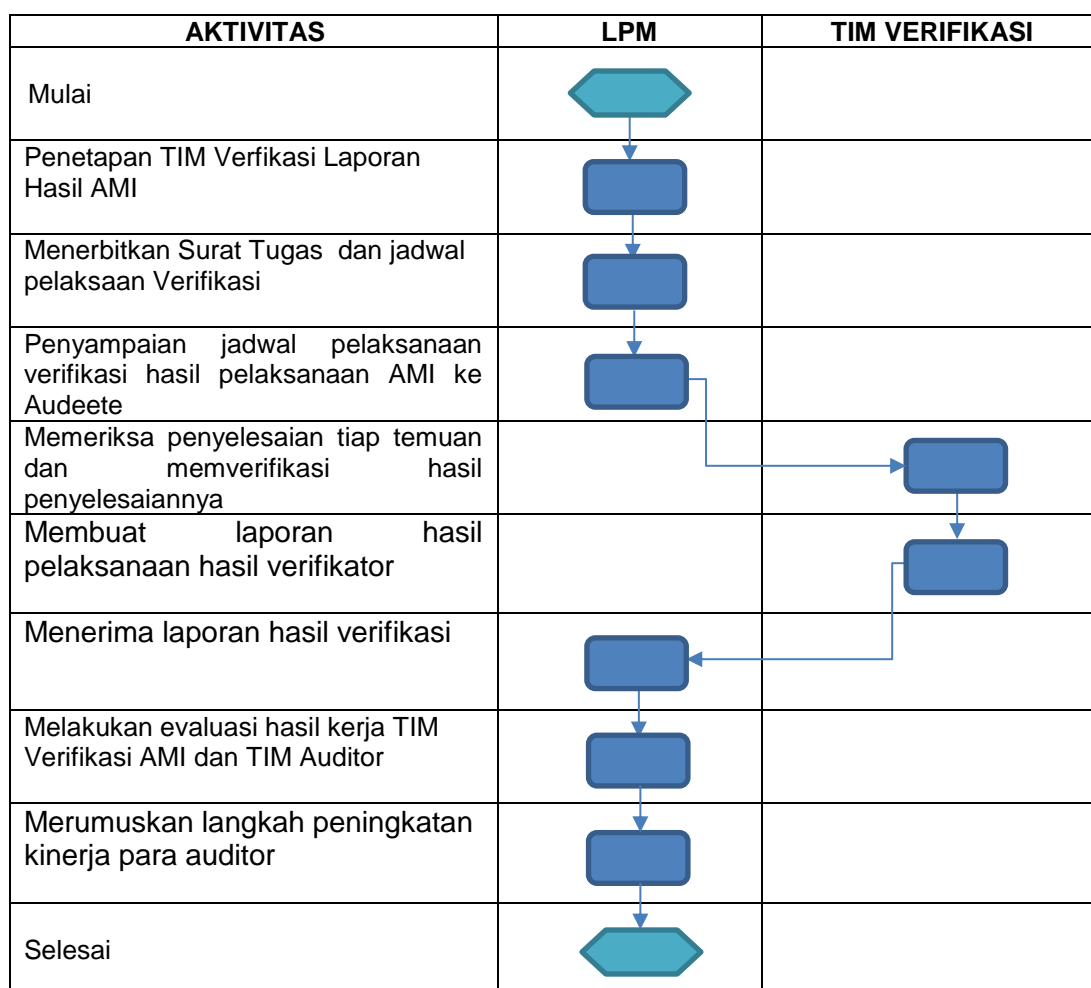 AKTIVITAS LPM TIM VERIFIKASI
Mulai
Penetapan TIM Verfikasi Laporan
Hasil AMI
Menerbitkan Surat Tugas dan jadwal
pelaksaan Verifikasi
Penyampaian jadwal pelaksanaan
verifikasi hasil pelaksanaan AMI ke
Audeete
Memeriksa penyelesaian tiap temuan
dan memverifikasi hasil
penyelesaiannya
Membuat laporan hasil
pelaksanaan hasil verifikator
Menerima laporan hasil verifikasi
Melakukan evaluasi hasil kerja TIM
Verifikasi AMI dan TIM Auditor
Merumuskan langkah peningkatan
kinerja para auditor
Selesai